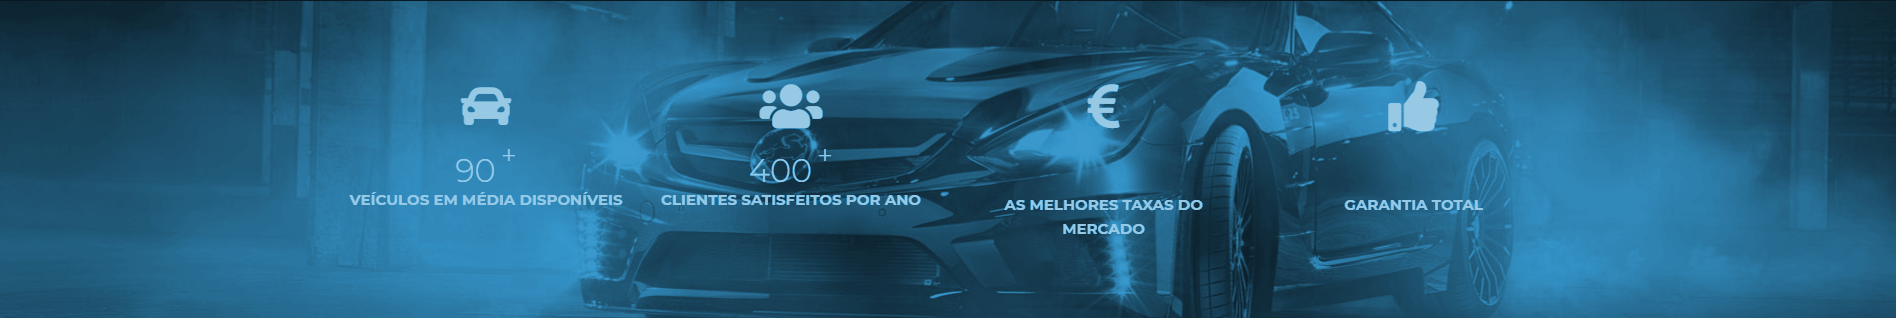 90 +
VEÍCULOS EM MÉDIA DISPONÍVEIS
400 +
CLIENTES SATISFEITOS POR ANO
€
AS MELHORES TAXAS DO
MERCADO
GARANTIA TOTAL